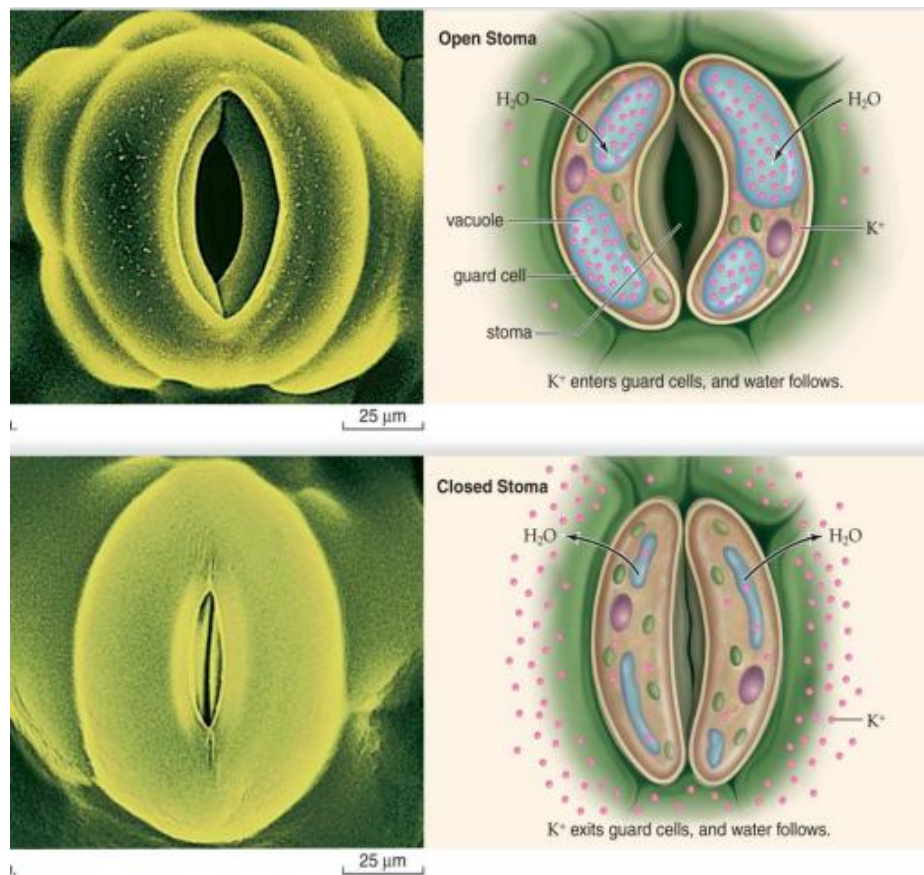 Open Stoma
H₂O
H₂O
vacuole
K⁺
guard cell
stoma
K⁺ enters guard cells, and water follows.
25 µm
Closed Stoma
H₂O
H₂O
K⁺
K⁺ exits guard cells, and water follows.
25 µm